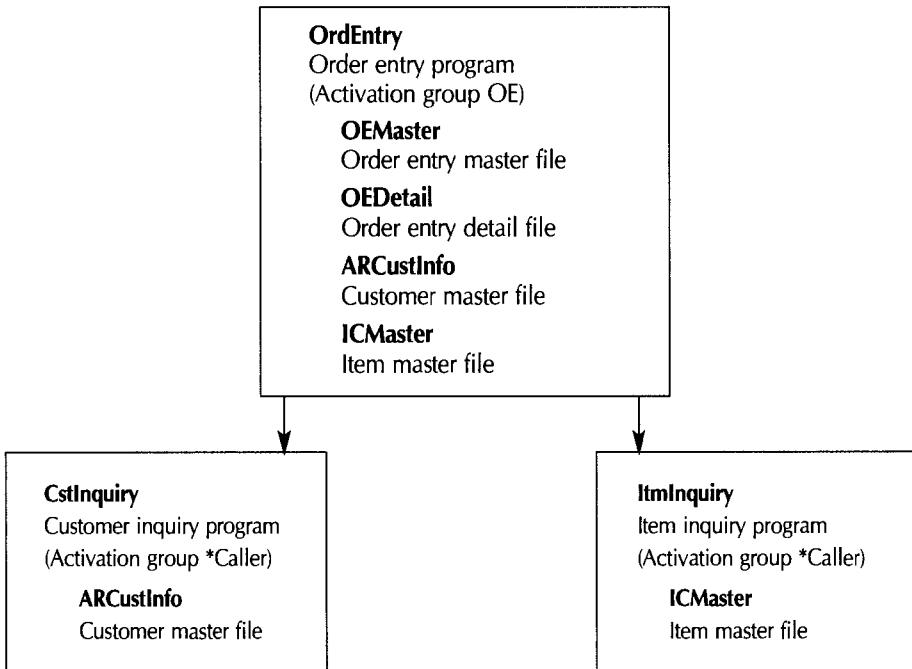 OrdEntry
Order entry program
(Activation group OE)
OEMaster
Order entry master file
OEDetail
Order entry detail file
ARCustInfo
Customer master file
ICMaster
Item master file
CstInquiry
Customer inquiry program
(Activation group *Caller)
ARCustInfo
Customer master file
ItmInquiry
Item inquiry program
(Activation group *Caller)
ICMaster
Item master file